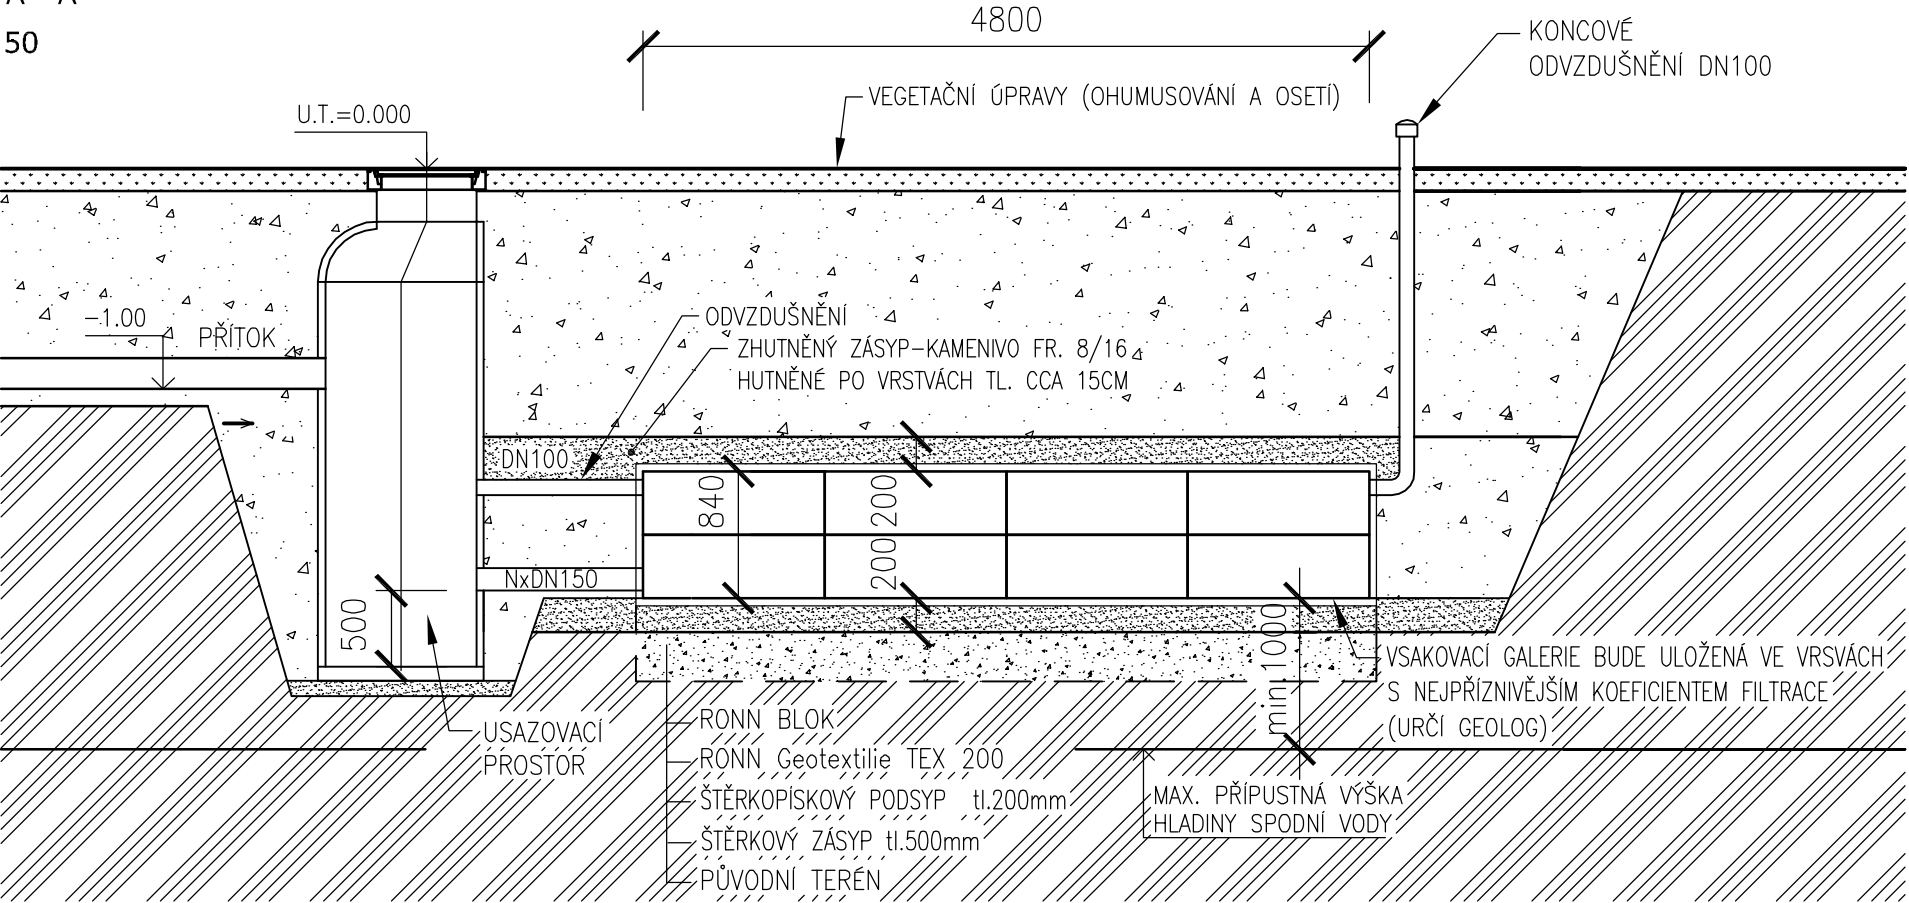 50
4800
KONCOVÉ
ODVZDUŠNĚNÍ DN100
VEGETAČNÍ ÚPRAVY (OHUMUSOVÁNÍ A OSETÍ)
U.T.=0.000
-1.00
PŘÍTOK
ODVZDUŠNĚNÍ
ZHUTNĚNÝ ZÁSYP-KAMENIVO FR. 8/16
HUTNĚNÉ PO VRSTVÁCH TL. CCA 15CM
DN100
840
200
200
NxDN150
500
min 1000
VSAKOVACÍ GALERIE BUDE ULOŽENÁ VE VRSVÁCH
S NEJPŘÍZNIVĚJŠÍM KOEFICIENTEM FILTRACE
(URČÍ GEOLOG)
USAZOVACÍ
PROSTOR
RONN BLOK
RONN Geotextilie TEX 200
ŠTĚRKOPÍSKOVÝ PODSYP tl.200mm
ŠTĚRKOVÝ ZÁSYP tl.500mm
PŮVODNÍ TERÉN
MAX. PŘÍPUSTNÁ VÝŠKA
HLADINY SPODNÍ VODY